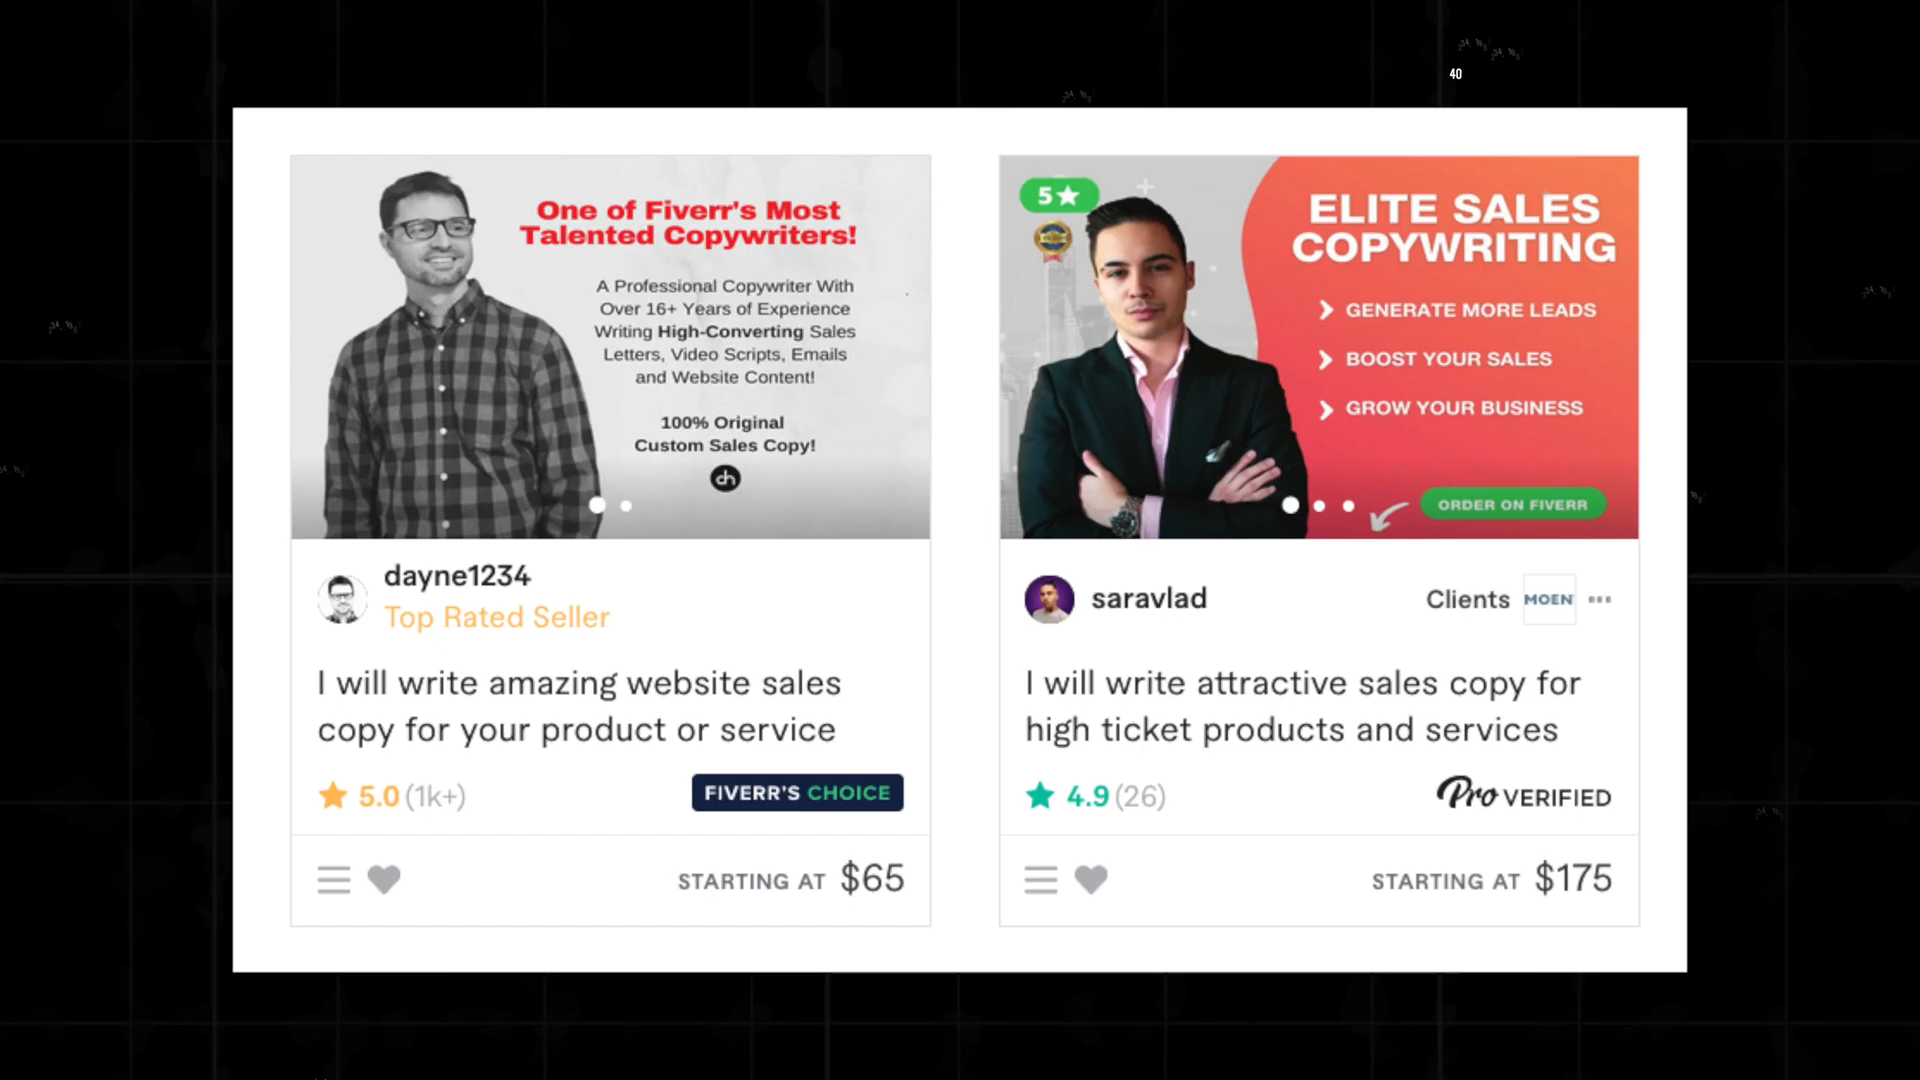 40
One of Fiverr's Most
Talented Copywriters!
A Professional Copywriter With
Over 16+ Years of Experience
Writing High-Converting Sales
Letters, Video Scripts, Emails
and Website Content!
100% Original
Custom Sales Copy!
dh
dayne1234
Top Rated Seller
I will write amazing website sales
copy for your product or service
5.0 (1k+)
FIVERR'S CHOICE
STARTING AT $65
5
ELITE SALES
COPYWRITING
GENERATE MORE LEADS
BOOST YOUR SALES
GROW YOUR BUSINESS
ORDER ON FIVERR
saravlad
Clients MOEN
I will write attractive sales copy for
high ticket products and services
4.9 (26)
Pro VERIFIED
STARTING AT $175